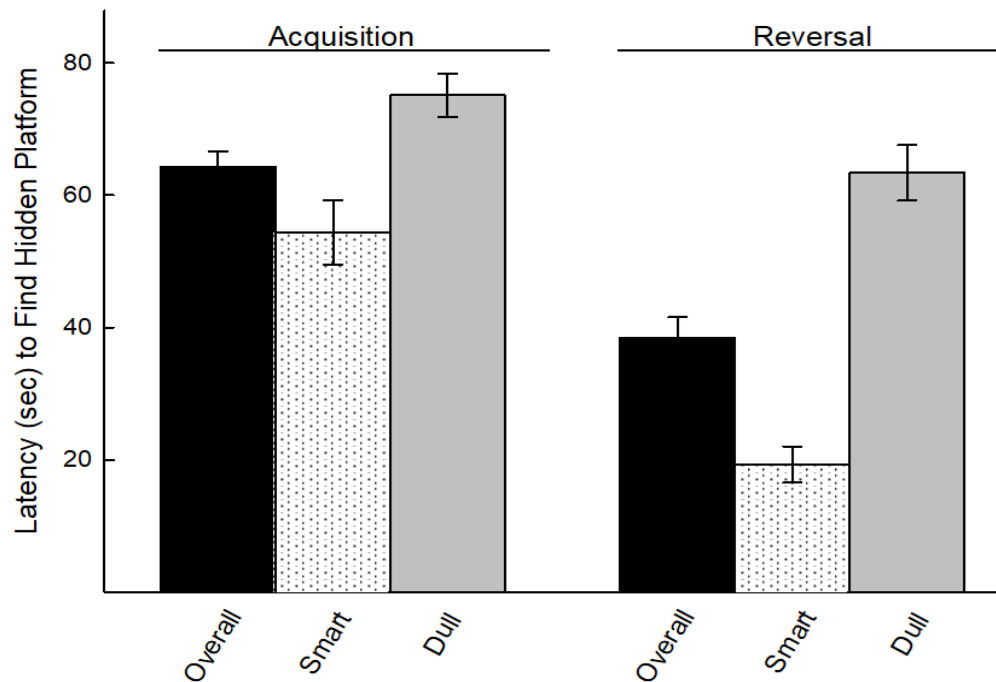 Acquisition
Reversal
Latency (sec) to Find Hidden Platform
80
60
40
20
Overall
Smart
Dull
Overall
Smart
Dull